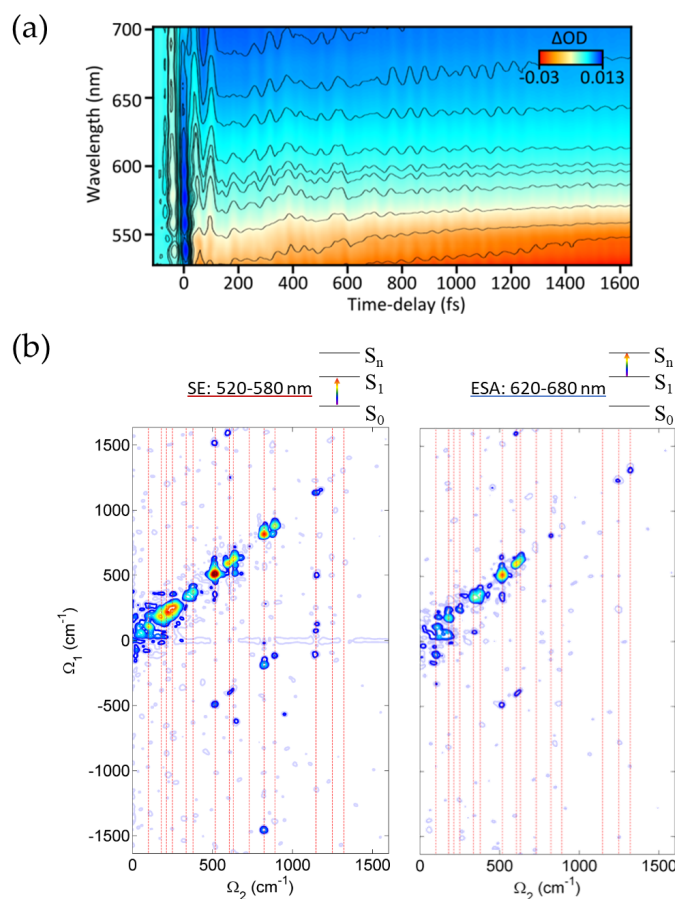 (a)
ΔOD
-0.03 0.013
Wavelength (nm)
700
650
600
550
0 200 400 600 800 1000 1200 1400 1600
Time-delay (fs)
(b)
SE: 520-580 nm
Sn
S1
S0
ESA: 620-680 nm
Sn
S1
S0
Ω1 (cm-1)
1500
1000
500
0
-500
-1000
-1500
0 500 1000 1500
Ω2 (cm-1)
0 500 1000 1500
Ω2 (cm-1)